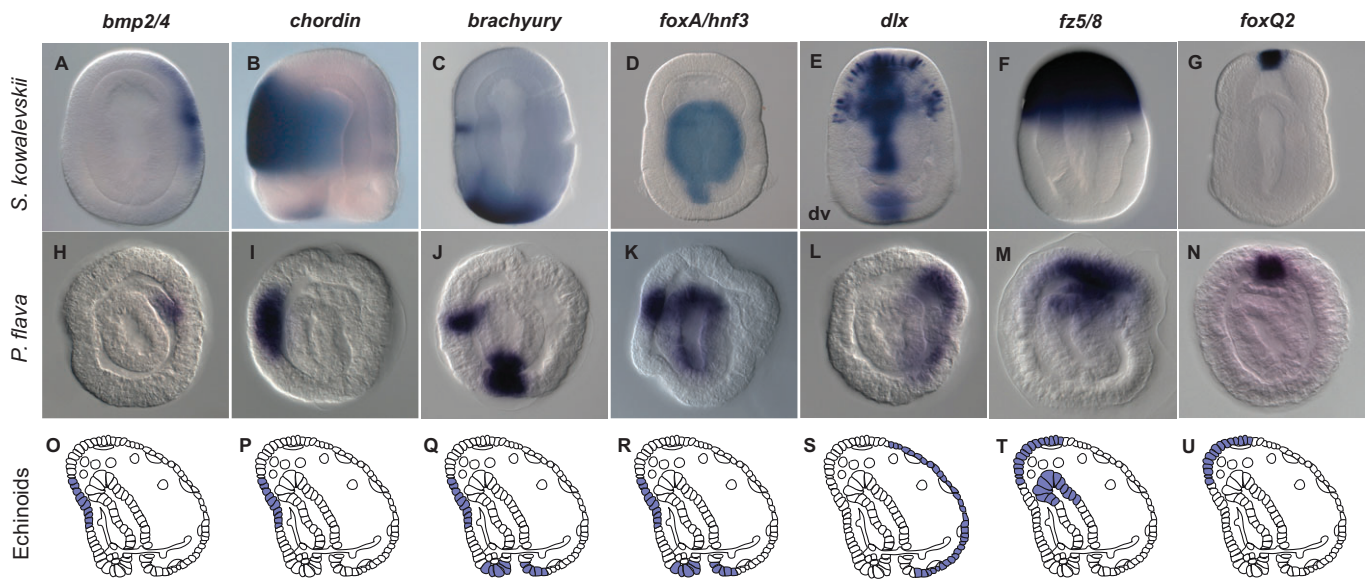 bmp2/4 chordin brachyury foxA/hnf3 dlx fz5/8 foxQ2
S. kowalevskii
A B C D E F G
dv
P. flava
H I J K L M N
Echinoids
O P Q R S T U